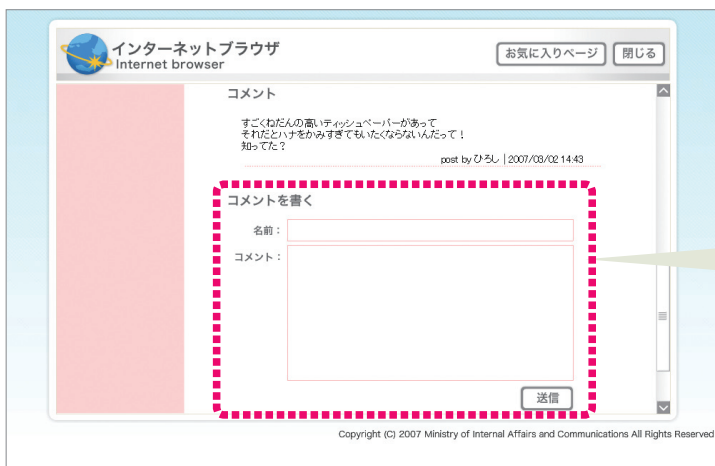 インターネットブラウザ
Internet browser
お気に入りページ
閉じる
コメント
すごくねだんの高いティッシュペーパーがあって
それだとハナをかみすぎてもいたくならないんだって！
知ってた？
post by ひろし | 2007/03/02 14:43
コメントを書く
名前：
コメント：
送信
Copyright (C) 2007 Ministry of Internal Affairs and Communications All Rights Reserved